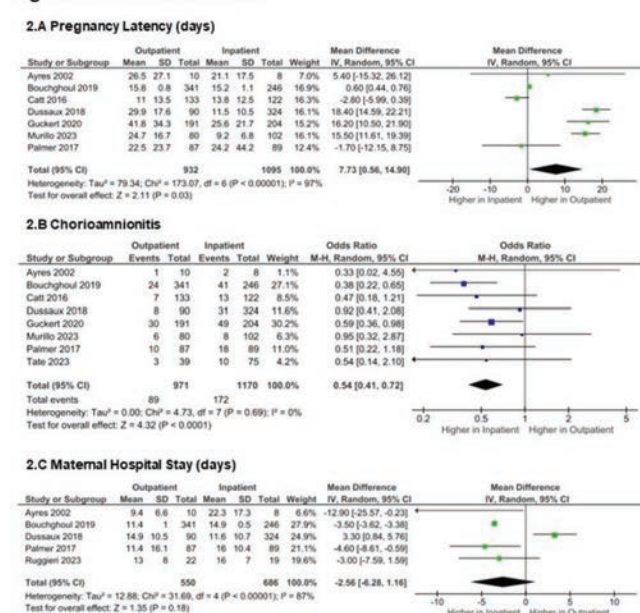 2.A Pregnancy Latency (days)
Outpatient Inpatient Mean Difference Mean Difference
Study or Subgroup Mean SD Total Mean SD Total Weight IV, Random, 95% CI IV, Random, 95% CI
Ayres 2002 26.5 27.1 10 21.1 17.5 8 7.0% 5.40 [-15.32, 26.12]
Bouchghoul 2019 15.8 0.8 341 15.2 1.1 246 16.9% 0.60 [0.44, 0.76]
Catt 2016 11 13.5 133 13.8 12.5 122 16.6% -2.80 [-5.99, 0.39]
Dussaux 2018 29.9 17.6 90 11.5 10.5 324 16.5% 18.40 [14.59, 22.21]
Guckert 2020 41.8 34.3 191 25.6 21.7 204 15.2% 16.20 [10.50, 21.90]
Murillo 2023 24.7 16.7 80 9.2 6.8 102 16.4% 15.50 [11.61, 19.39]
Palmer 2017 22.5 23.7 87 24.2 44.2 89 12.4% -1.70 [-12.15, 8.75]
Total (95% CI) 932 1095 100.0% 7.73 [0.56, 14.90]
Heterogeneity: Tau² = 79.34; Chi² = 173.07, df = 6 (P < 0.00001); I² = 97%
Test for overall effect: Z = 2.11 (P = 0.03)
-20 -10 0 10 20
Higher in Inpatient Higher in Outpatient
2.B Chorioamnionitis
Outpatient Inpatient Odds Ratio Odds Ratio
Study or Subgroup Events Total Events Total Weight M-H, Random, 95% CI M-H, Random, 95% CI
Ayres 2002 1 10 2 8 1.1% 0.33 [0.02, 4.55]
Bouchghoul 2019 24 341 41 246 27.1% 0.38 [0.22, 0.65]
Catt 2016 7 133 13 122 8.5% 0.47 [0.18, 1.21]
Dussaux 2018 8 90 31 324 11.6% 0.92 [0.41, 2.08]
Guckert 2020 30 191 49 204 30.2% 0.59 [0.36, 0.98]
Murillo 2023 6 80 8 102 6.3% 0.95 [0.32, 2.87]
Palmer 2017 10 87 18 89 11.1% 0.51 [0.22, 1.18]
Tate 2023 3 39 10 75 4.1% 0.54 [0.14, 2.10]
Total (95% CI) 971 1170 100.0% 0.54 [0.41, 0.72]
Total events 89 172
Heterogeneity: Tau² = 0.00; Chi² = 4.73, df = 7 (P = 0.69); I² = 0%
Test for overall effect: Z = 4.32 (P < 0.0001)
0.2 0.5 1 2 5
Higher in Inpatient Higher in Outpatient
2.C Maternal Hospital Stay (days)
Outpatient Inpatient Mean Difference Mean Difference
Study or Subgroup Mean SD Total Mean SD Total Weight IV, Random, 95% CI IV, Random, 95% CI
Ayres 2002 9.4 6.6 10 22.3 17.3 8 6.6% -12.90 [-25.57, -0.23]
Bouchghoul 2019 11.4 1 341 14.9 0.5 246 27.9% -3.50 [-3.62, -3.38]
Dussaux 2018 14.9 10.5 90 11.6 10.7 324 26.6% 3.30 [0.84, 5.76]
Palmer 2017 11.4 16.1 87 16 10.4 89 23.3% -4.60 [-8.61, -0.59]
Ruggieri 2023 13 8 22 16 7 19 19.6% -3.00 [-7.59, 1.59]
Total (95% CI) 550 686 100.0% -2.56 [-6.28, 1.16]
Heterogeneity: Tau² = 12.88; Chi² = 31.69, df = 4 (P < 0.00001); I² = 87%
Test for overall effect: Z = 1.35 (P = 0.18)
-10 -5 0 5 10
Higher in Inpatient Higher in Outpatient